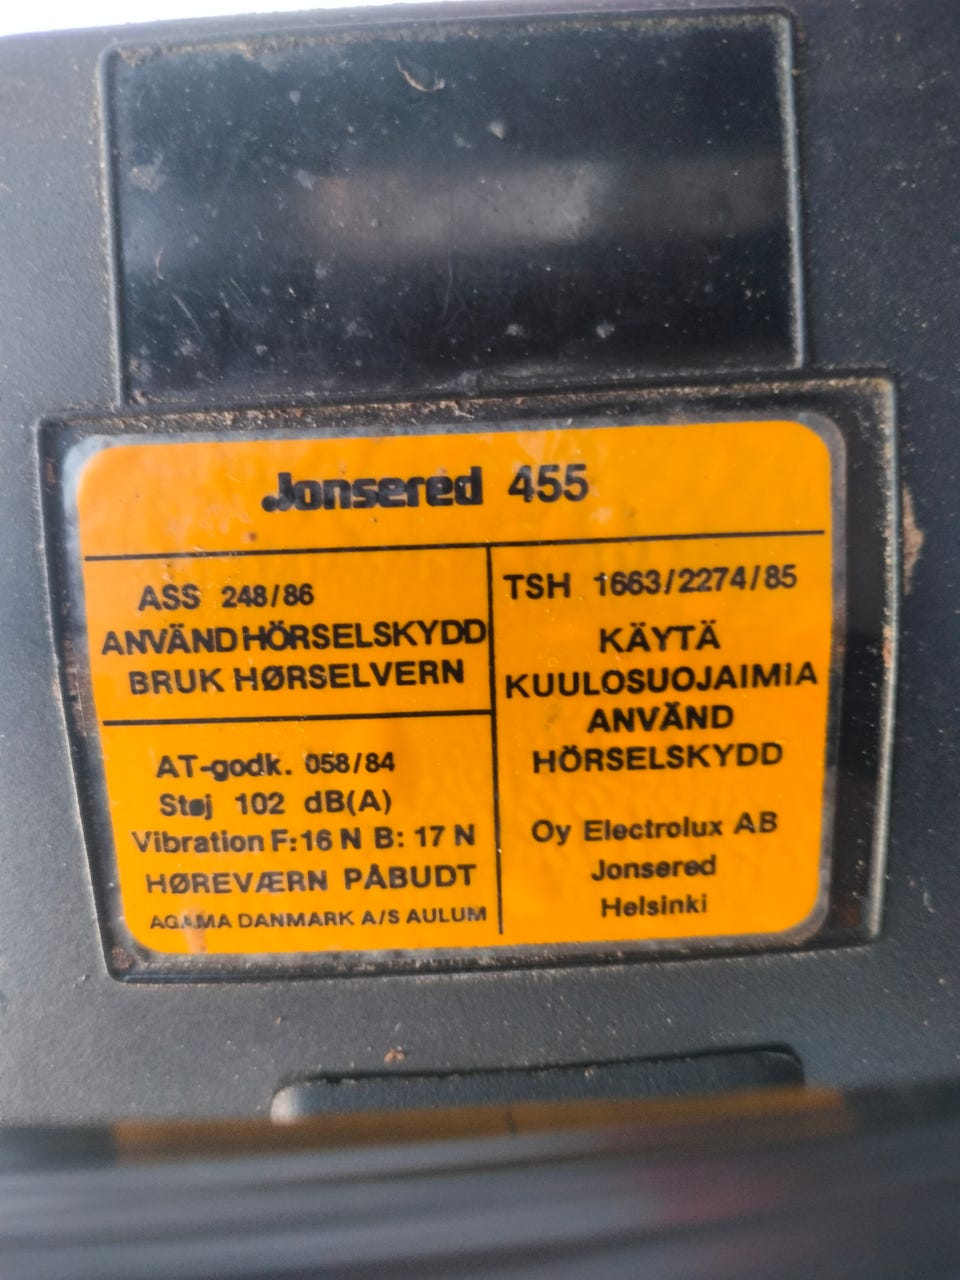 Jonsered 455
ASS 248/86
ANVÄND HÖRSELSKYDD
BRUK HØRSELVERN
AT-godk. 058/84
Støj 102 dB(A)
Vibration F: 16 N B: 17 N
HØREVÆRN PÅBUDT
AGAMA DANMARK A/S AULUM
TSH 1663/2274/85
KÄYTÄ
KUULOSUOJAIMIA
ANVÄND
HÖRSELSKYDD
Oy Electrolux AB
Jonsered
Helsinki